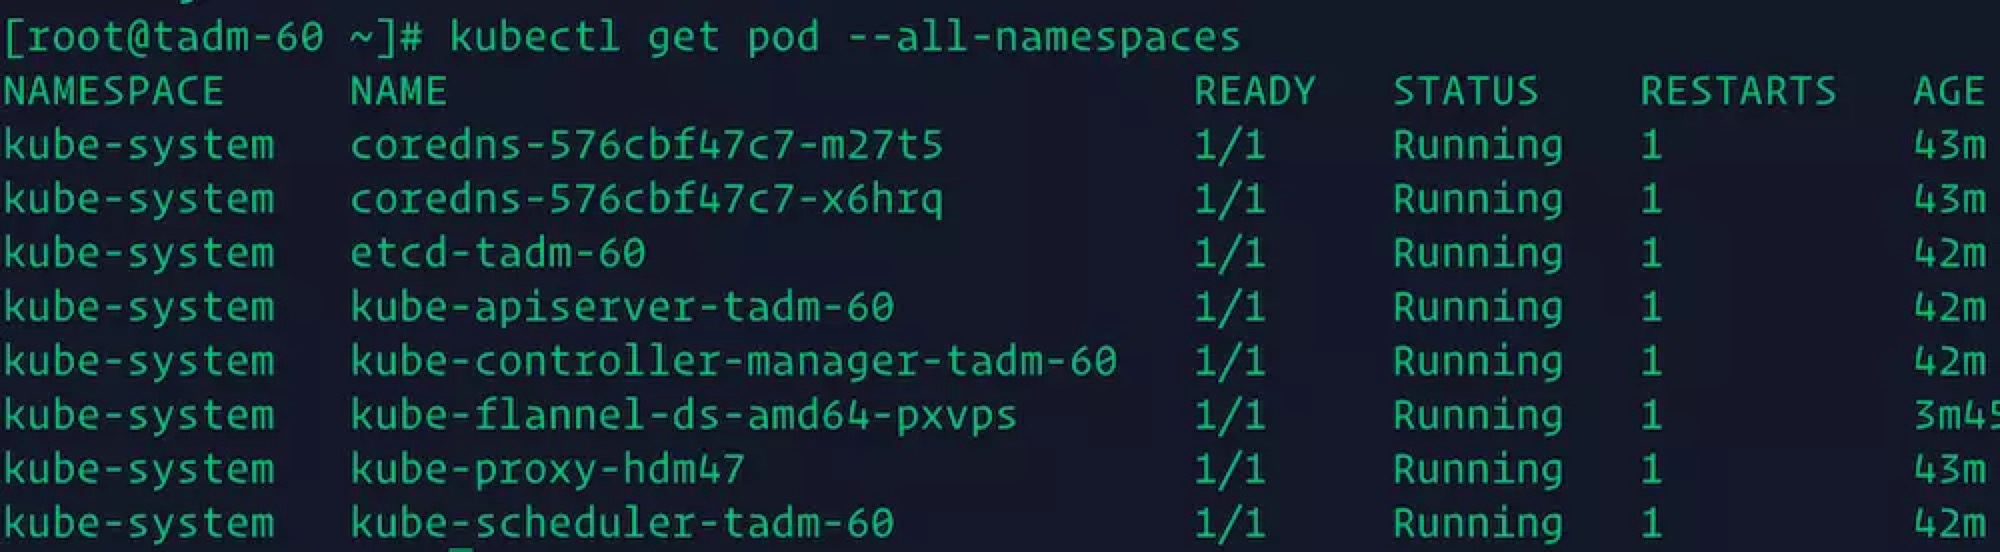 [root@tadm-60 ~]# kubectl get pod --all-namespaces
NAMESPACE NAME READY STATUS RESTARTS AGE
kube-system coredns-576cbf47c7-m27t5 1/1 Running 1 43m
kube-system coredns-576cbf47c7-x6hrq 1/1 Running 1 43m
kube-system etcd-tadm-60 1/1 Running 1 42m
kube-system kube-apiserver-tadm-60 1/1 Running 1 42m
kube-system kube-controller-manager-tadm-60 1/1 Running 1 42m
kube-system kube-flannel-ds-amd64-pxvps 1/1 Running 1 3m45
kube-system kube-proxy-hdm47 1/1 Running 1 43m
kube-system kube-scheduler-tadm-60 1/1 Running 1 42m